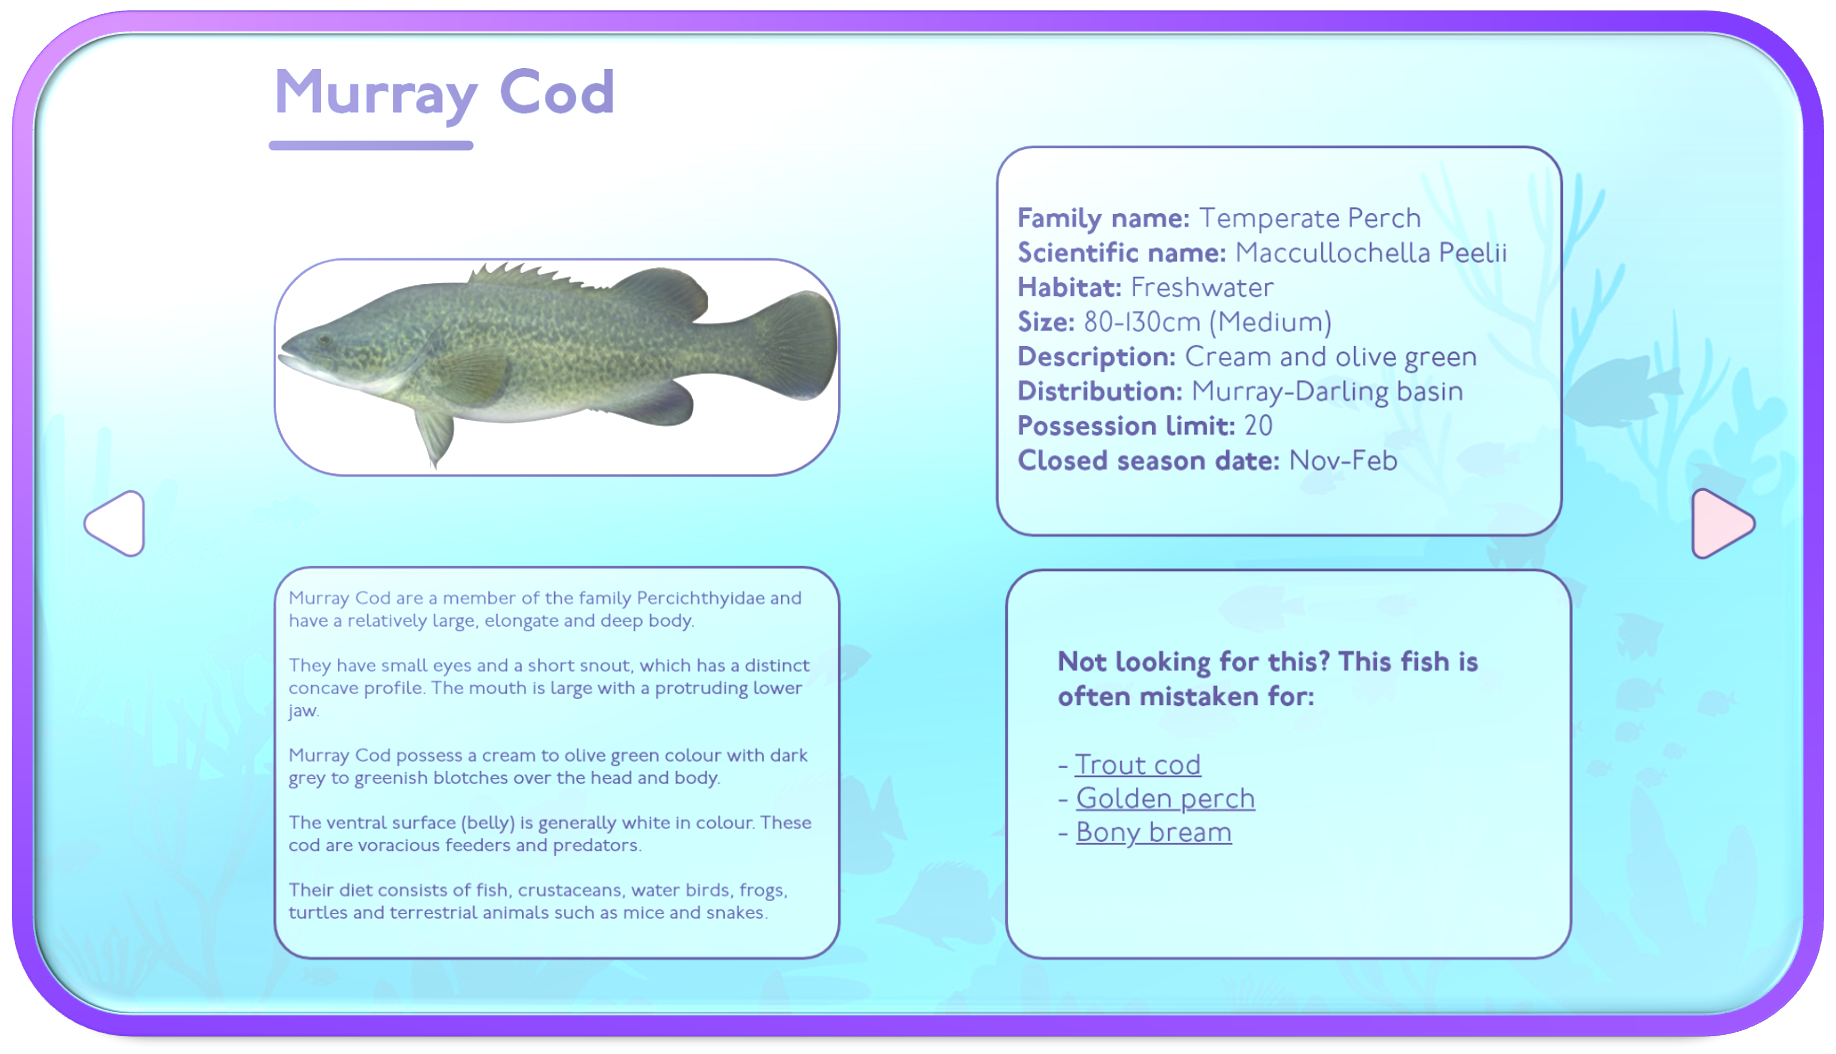 Murray Cod
Family name: Temperate Perch
Scientific name: Maccullochella Peelii
Habitat: Freshwater
Size: 80-130cm (Medium)
Description: Cream and olive green
Distribution: Murray-Darling basin
Possession limit: 20
Closed season date: Nov-Feb
Murray Cod are a member of the family Percichthyidae and
have a relatively large, elongate and deep body.
They have small eyes and a short snout, which has a distinct
concave profile. The mouth is large with a protruding lower
jaw.
Murray Cod possess a cream to olive green colour with dark
grey to greenish blotches over the head and body.
The ventral surface (belly) is generally white in colour. These
cod are voracious feeders and predators.
Their diet consists of fish, crustaceans, water birds, frogs,
turtles and terrestrial animals such as mice and snakes.
Not looking for this? This fish is
often mistaken for:
- Trout cod
- Golden perch
- Bony bream